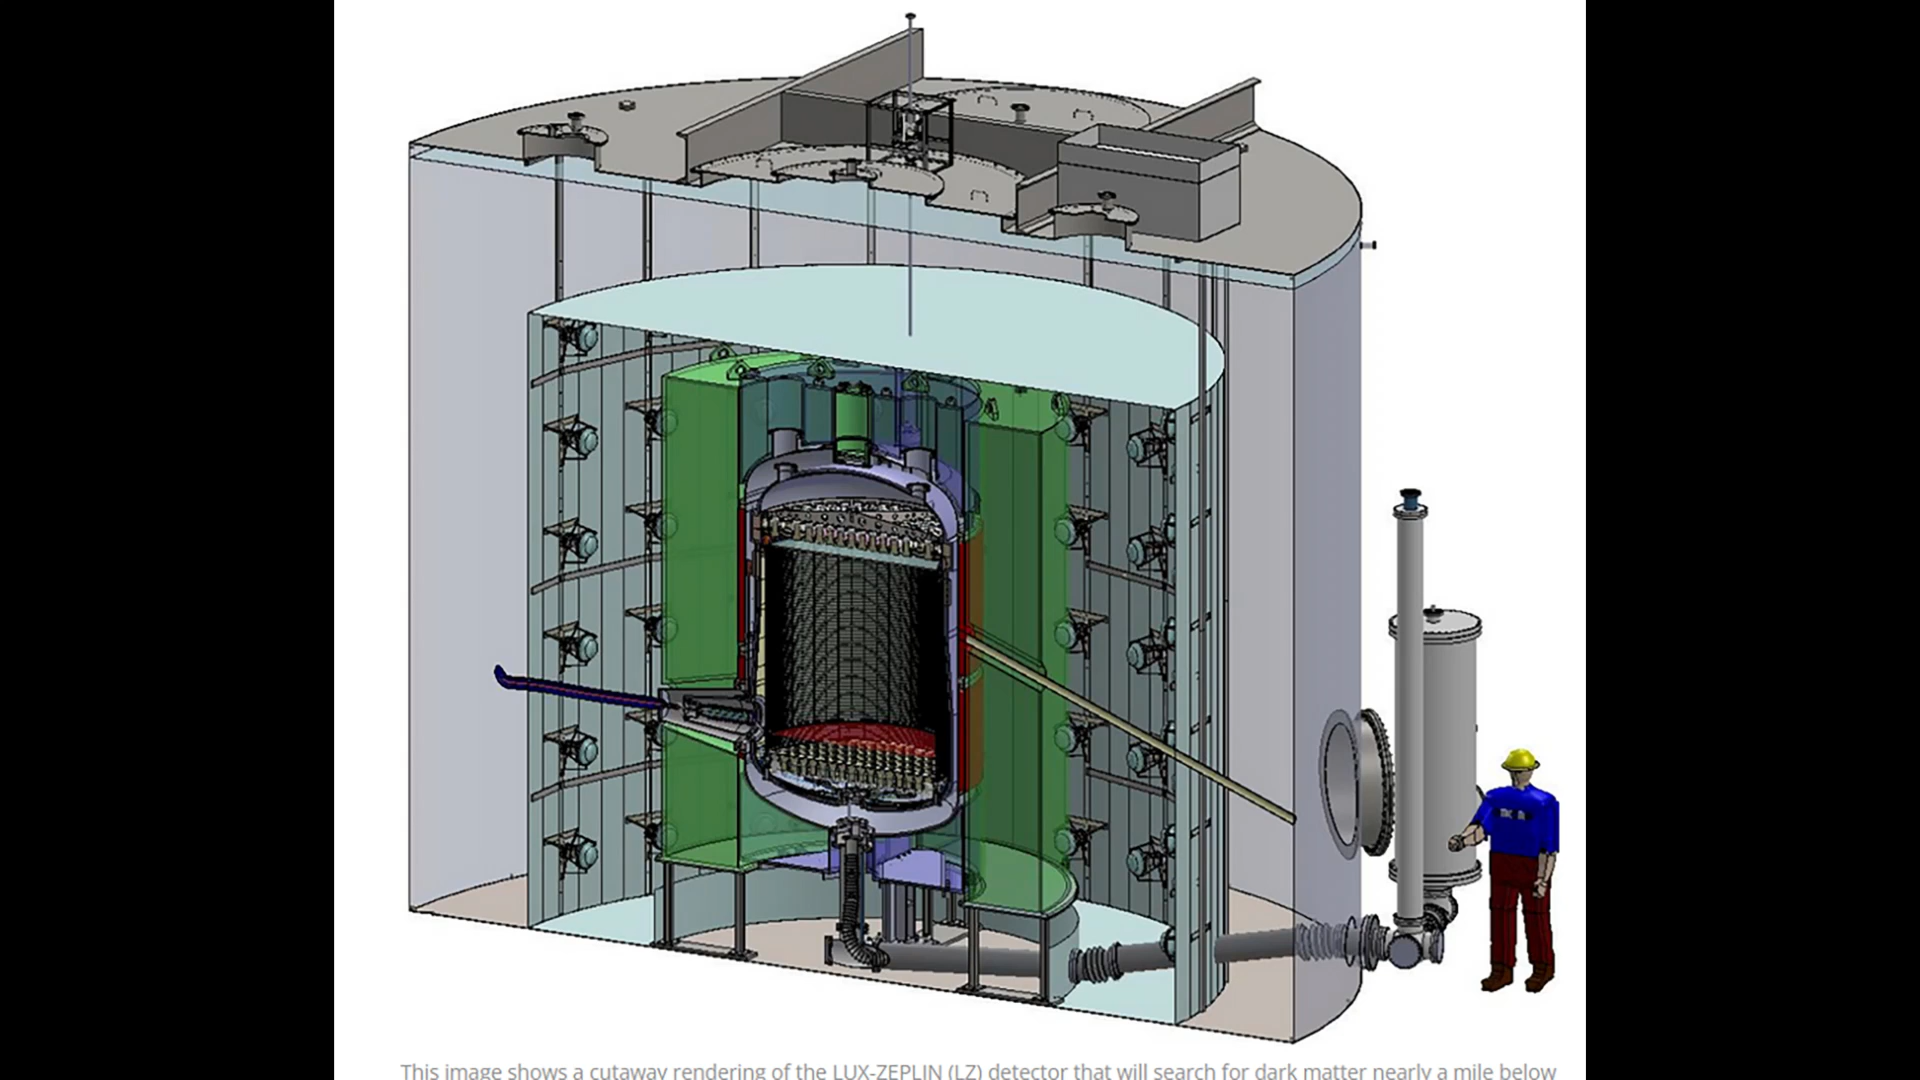 This image shows a cutaway rendering of the LUX-ZEPLIN (LZ) detector that will search for dark matter nearly a mile below